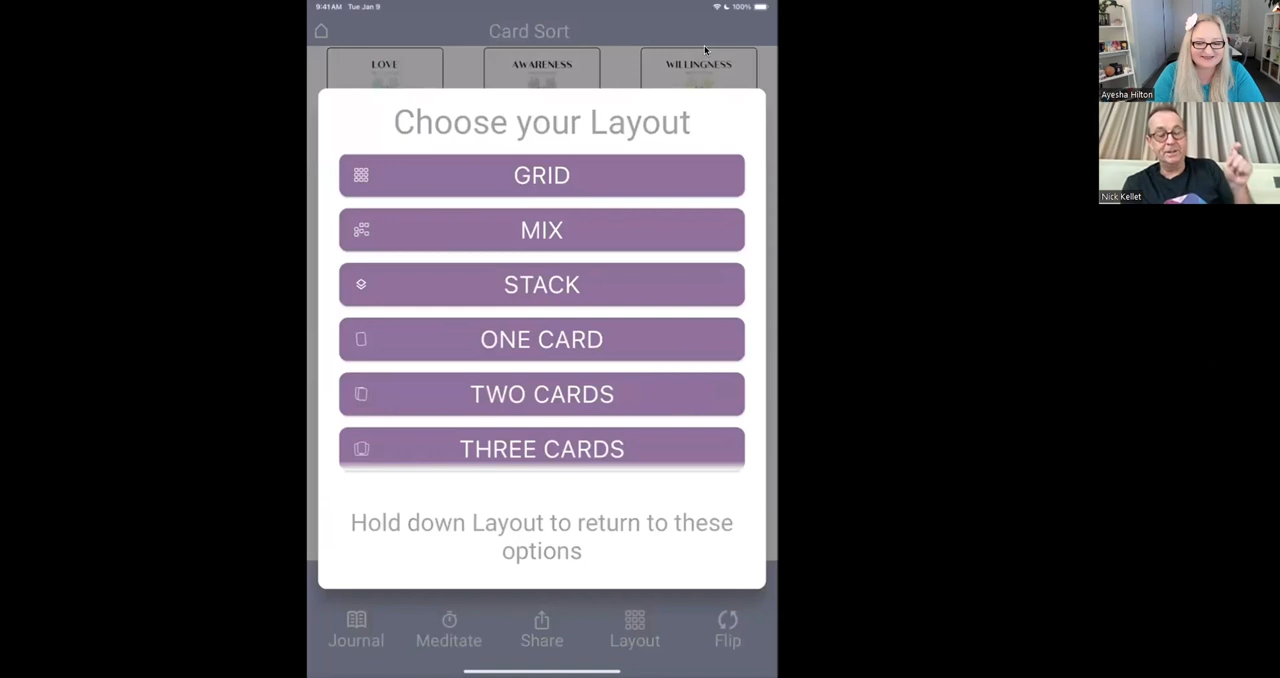 9:41 AM Tue Jan 9
100%
Card Sort
LOVE
AWARENESS
WILLINGNESS
Choose your Layout
GRID
MIX
STACK
ONE CARD
TWO CARDS
THREE CARDS
Hold down Layout to return to these
options
Journal
Meditate
Share
Layout
Flip
Ayesha Hilton
Nick Kellet